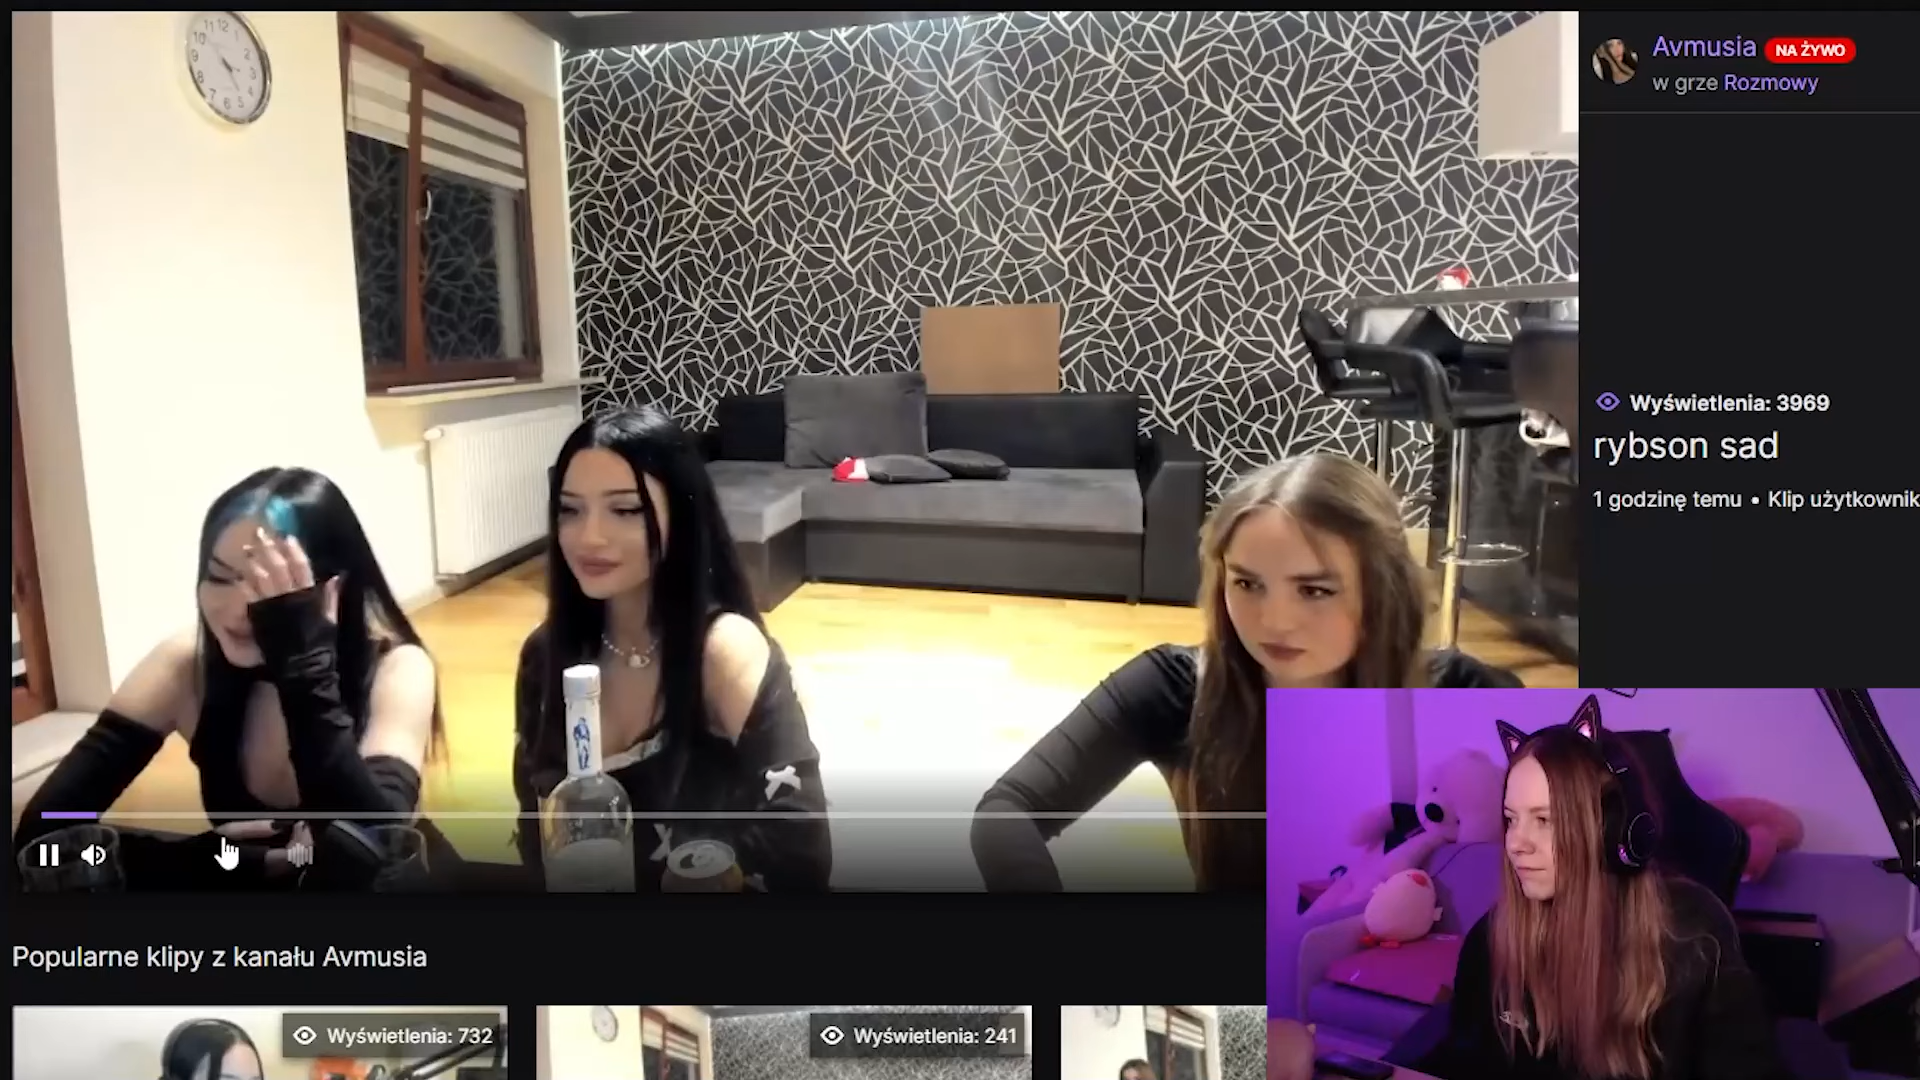 Avmusia NA ŻYWO
w grze Rozmowy
Wyświetlenia: 3969
rybson sad
1 godzinę temu • Klip użytkownik
Popularne klipy z kanału Avmusia
Wyświetlenia: 732
Wyświetlenia: 241